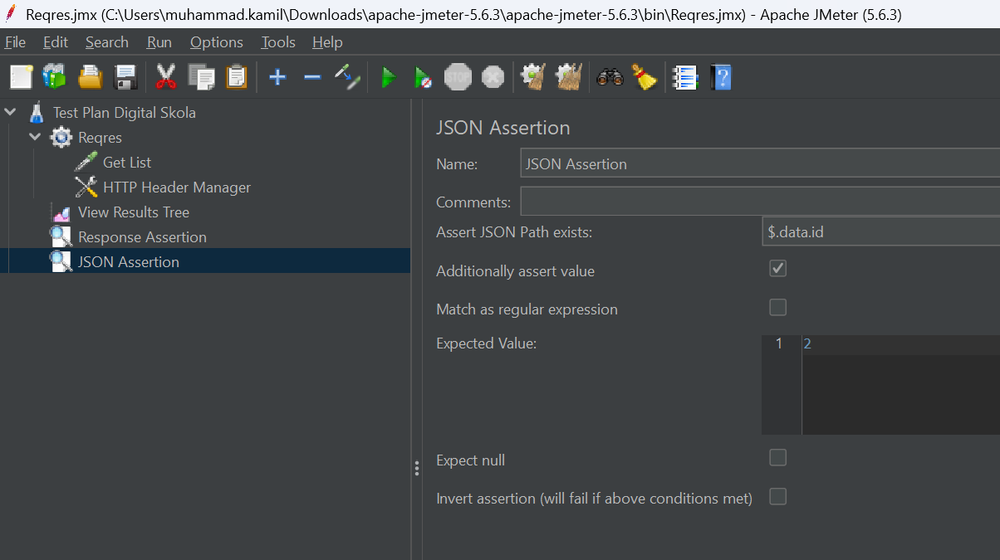 Reqres.jmx (C:\Users\muhammad.kamil\Downloads\apache-jmeter-5.6.3\apache-jmeter-5.6.3\bin\Reqres.jmx) - Apache JMeter (5.6.3)
File Edit Search Run Options Tools Help
STOP
?
Test Plan Digital Skola
Reqres
Get List
HTTP Header Manager
View Results Tree
Response Assertion
JSON Assertion
JSON Assertion
Name: JSON Assertion
Comments:
Assert JSON Path exists: $.data.id
Additionally assert value
Match as regular expression
Expected Value: 1 2
Expect null
Invert assertion (will fail if above conditions met)